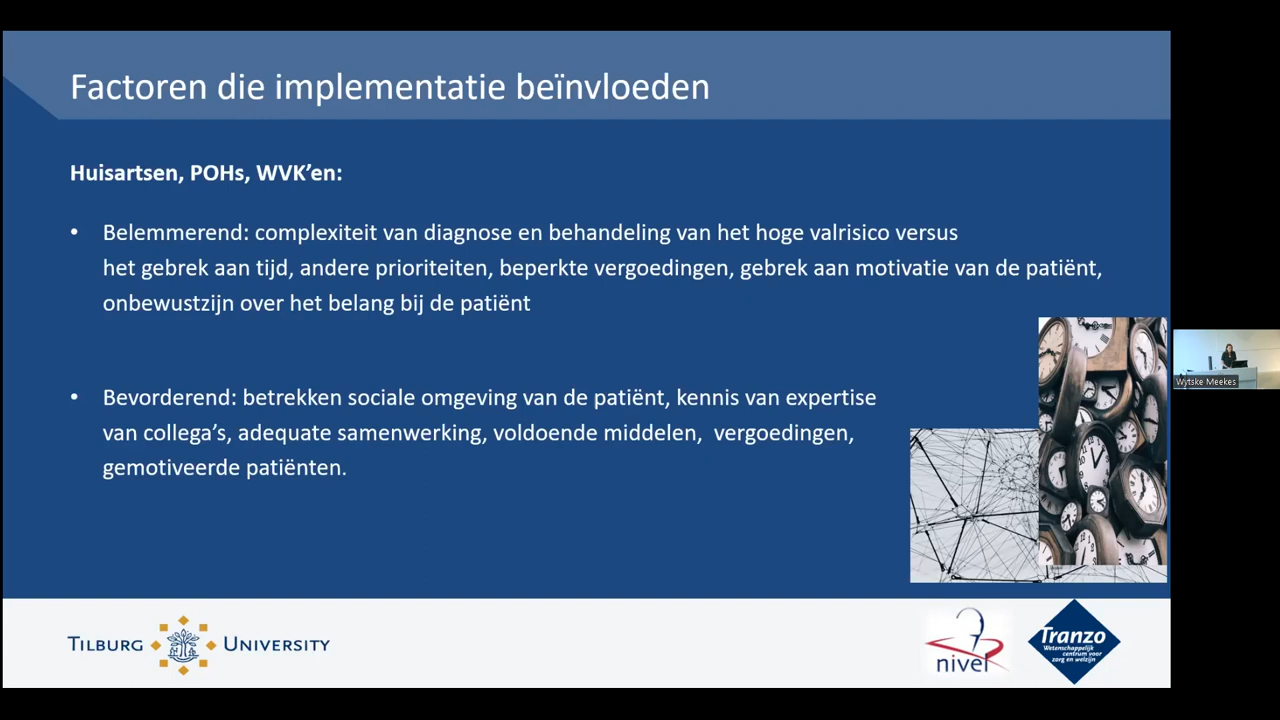 Factoren die implementatie beïnvloeden
Huisartsen, POHs, WVK’en:
• Belemmerend: complexiteit van diagnose en behandeling van het hoge valrisico versus
het gebrek aan tijd, andere prioriteiten, beperkte vergoedingen, gebrek aan motivatie van de patiënt,
onbewustzijn over het belang bij de patiënt
• Bevorderend: betrekken sociale omgeving van de patiënt, kennis van expertise
van collega’s, adequate samenwerking, voldoende middelen,  vergoedingen,
gemotiveerde patiënten.
Wytske Meekes
TILBURG UNIVERSITY
nivel
Tranzo
Wetenschappelijk
centrum voor
zorg en welzijn